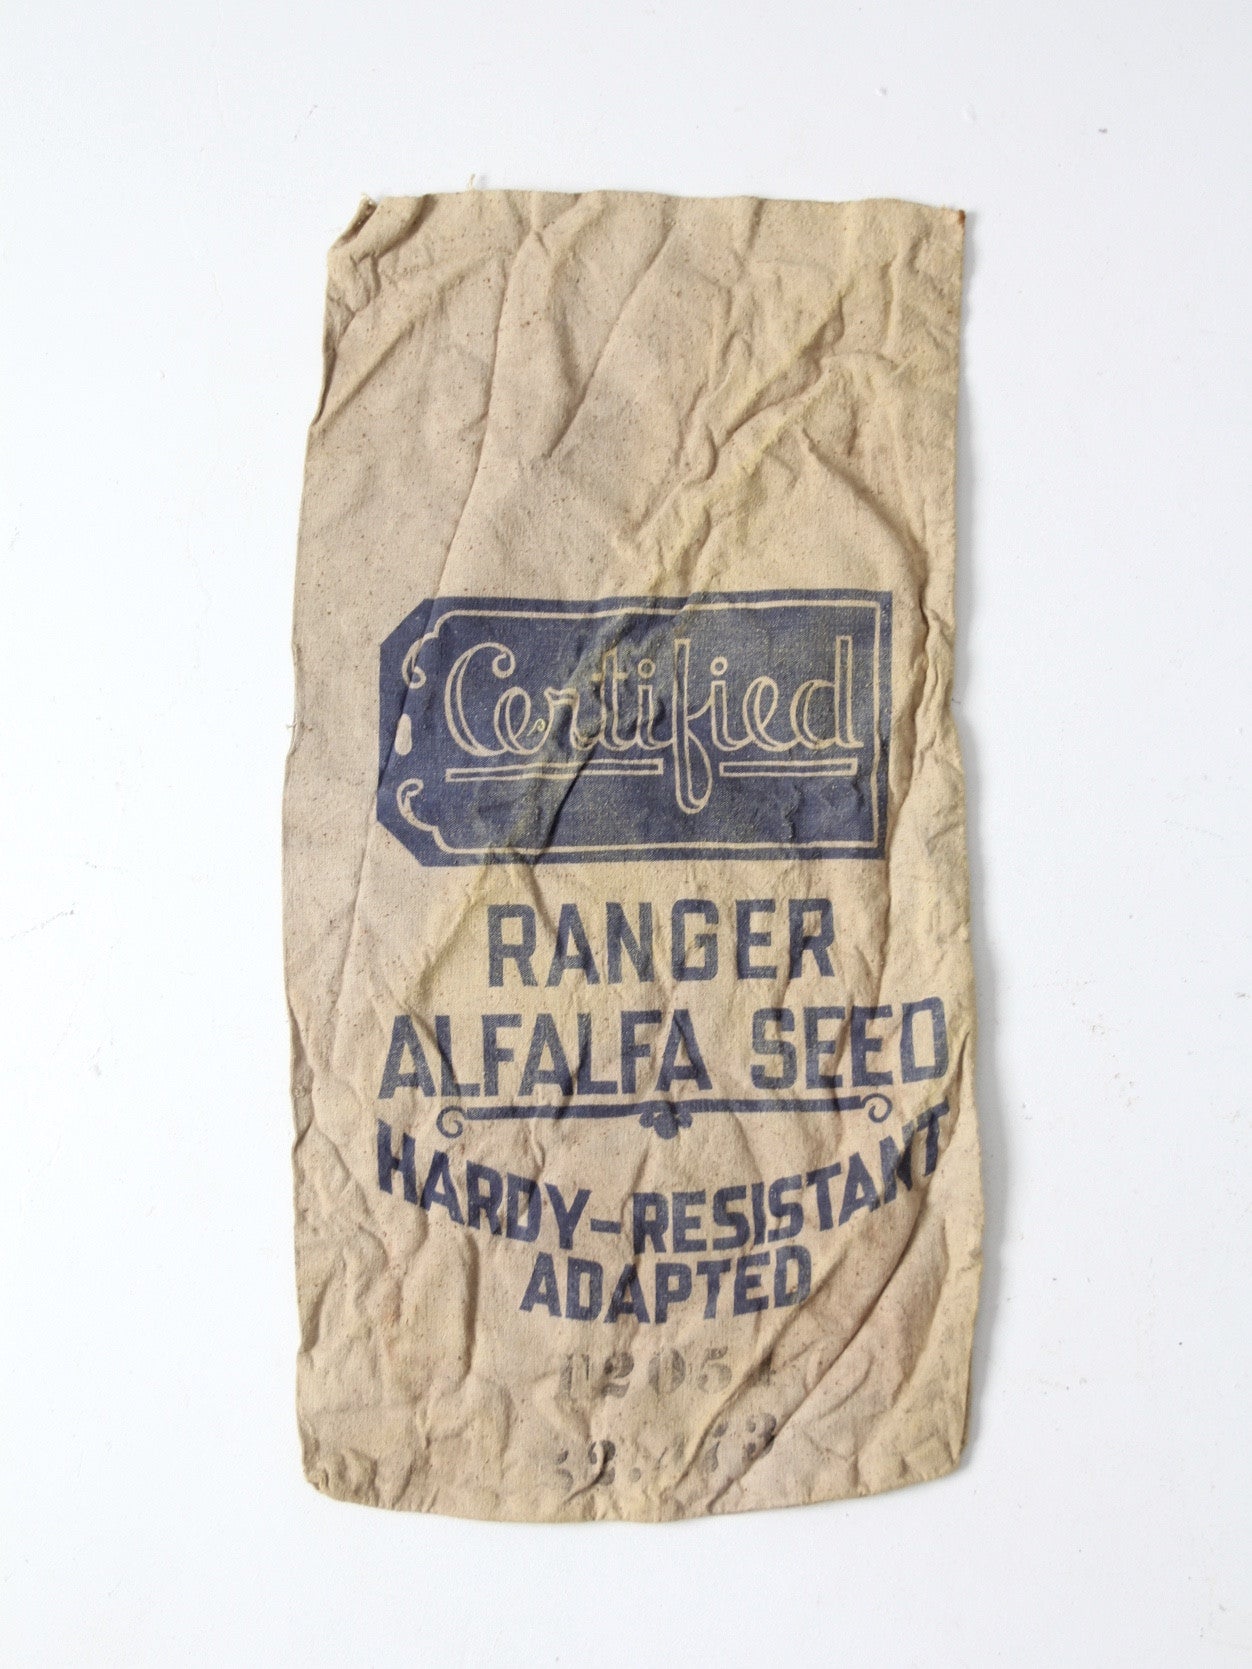 Certified
RANGER
ALFALFA SEED
HARDY-RESISTANT
ADAPTED